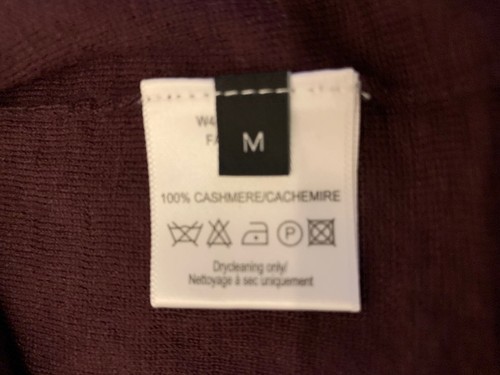 M
100% CASHMERE/CACHEMIRE
P
Drycleaning only/
Nettoyage à sec uniquement